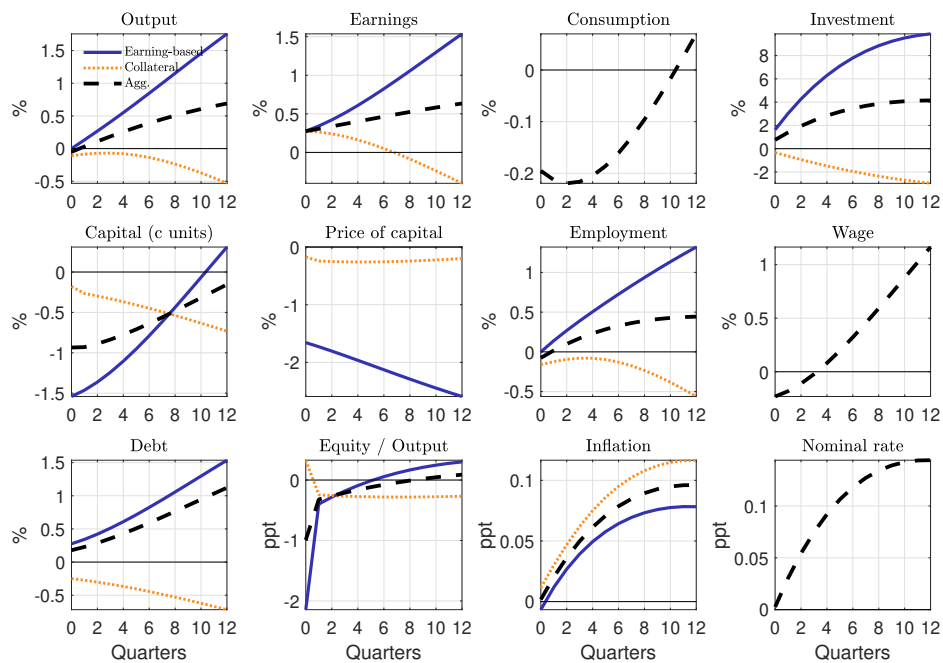 Output Earnings Consumption Investment
Earning-based
Collateral
Agg.
% % % %
1.5 1 0.5 0 -0.5
1.5 1 0.5 0
0 -0.1 -0.2
8 6 4 2 0 -2
0 2 4 6 8 10 12 0 2 4 6 8 10 12 0 2 4 6 8 10 12 0 2 4 6 8 10 12
Capital (c units) Price of capital Employment Wage
% % % %
0 -0.5 -1 -1.5
0 -1 -2
1 0.5 0 -0.5
1 0.5 0
0 2 4 6 8 10 12 0 2 4 6 8 10 12 0 2 4 6 8 10 12 0 2 4 6 8 10 12
Debt Equity / Output Inflation Nominal rate
% ppt ppt ppt
1.5 1 0.5 0 -0.5
0 -1 -2
0.1 0.05 0
0.1 0.05 0
0 2 4 6 8 10 12 0 2 4 6 8 10 12 0 2 4 6 8 10 12 0 2 4 6 8 10 12
Quarters Quarters Quarters Quarters